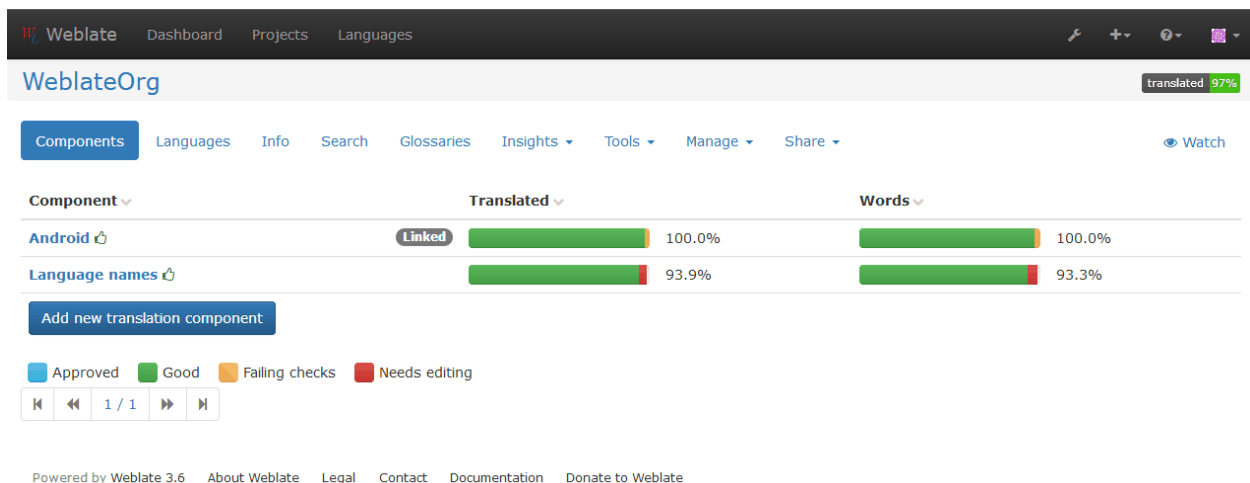 Weblate Dashboard Projects Languages
WeblateOrg translated 97%
Components Languages Info Search Glossaries Insights Tools Manage Share Watch
Component Translated Words
Android Linked 100.0% 100.0%
Language names 93.9% 93.3%
Add new translation component
Approved Good Failing checks Needs editing
1 / 1
Powered by Weblate 3.6 About Weblate Legal Contact Documentation Donate to Weblate